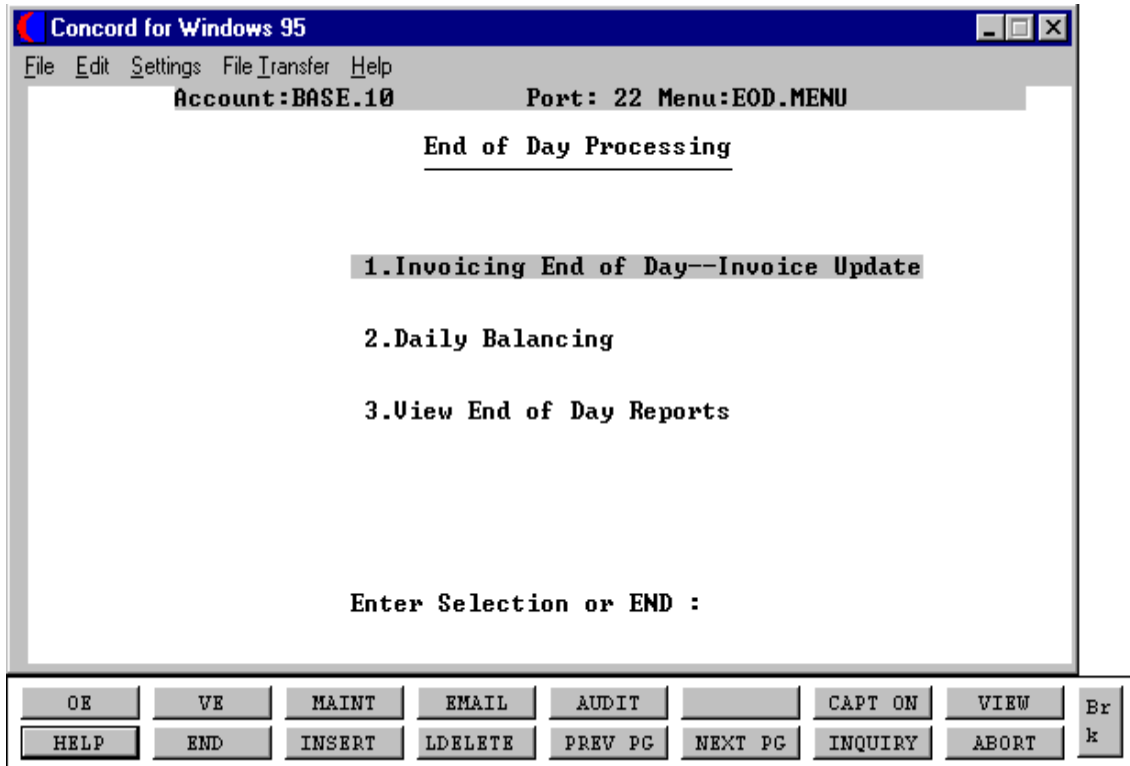 Concord for Windows 95
File Edit Settings File Transfer Help
Account:BASE.10 Port: 22 Menu:EOD.MENU
End of Day Processing
1.Invoicing End of Day--Invoice Update
2.Daily Balancing
3.View End of Day Reports
Enter Selection or END :
OE VE MAINT EMAIL AUDIT CAPT ON VIEW Br
HELP END INSERT LDELETE PREV PG NEXT PG INQUIRY ABORT k